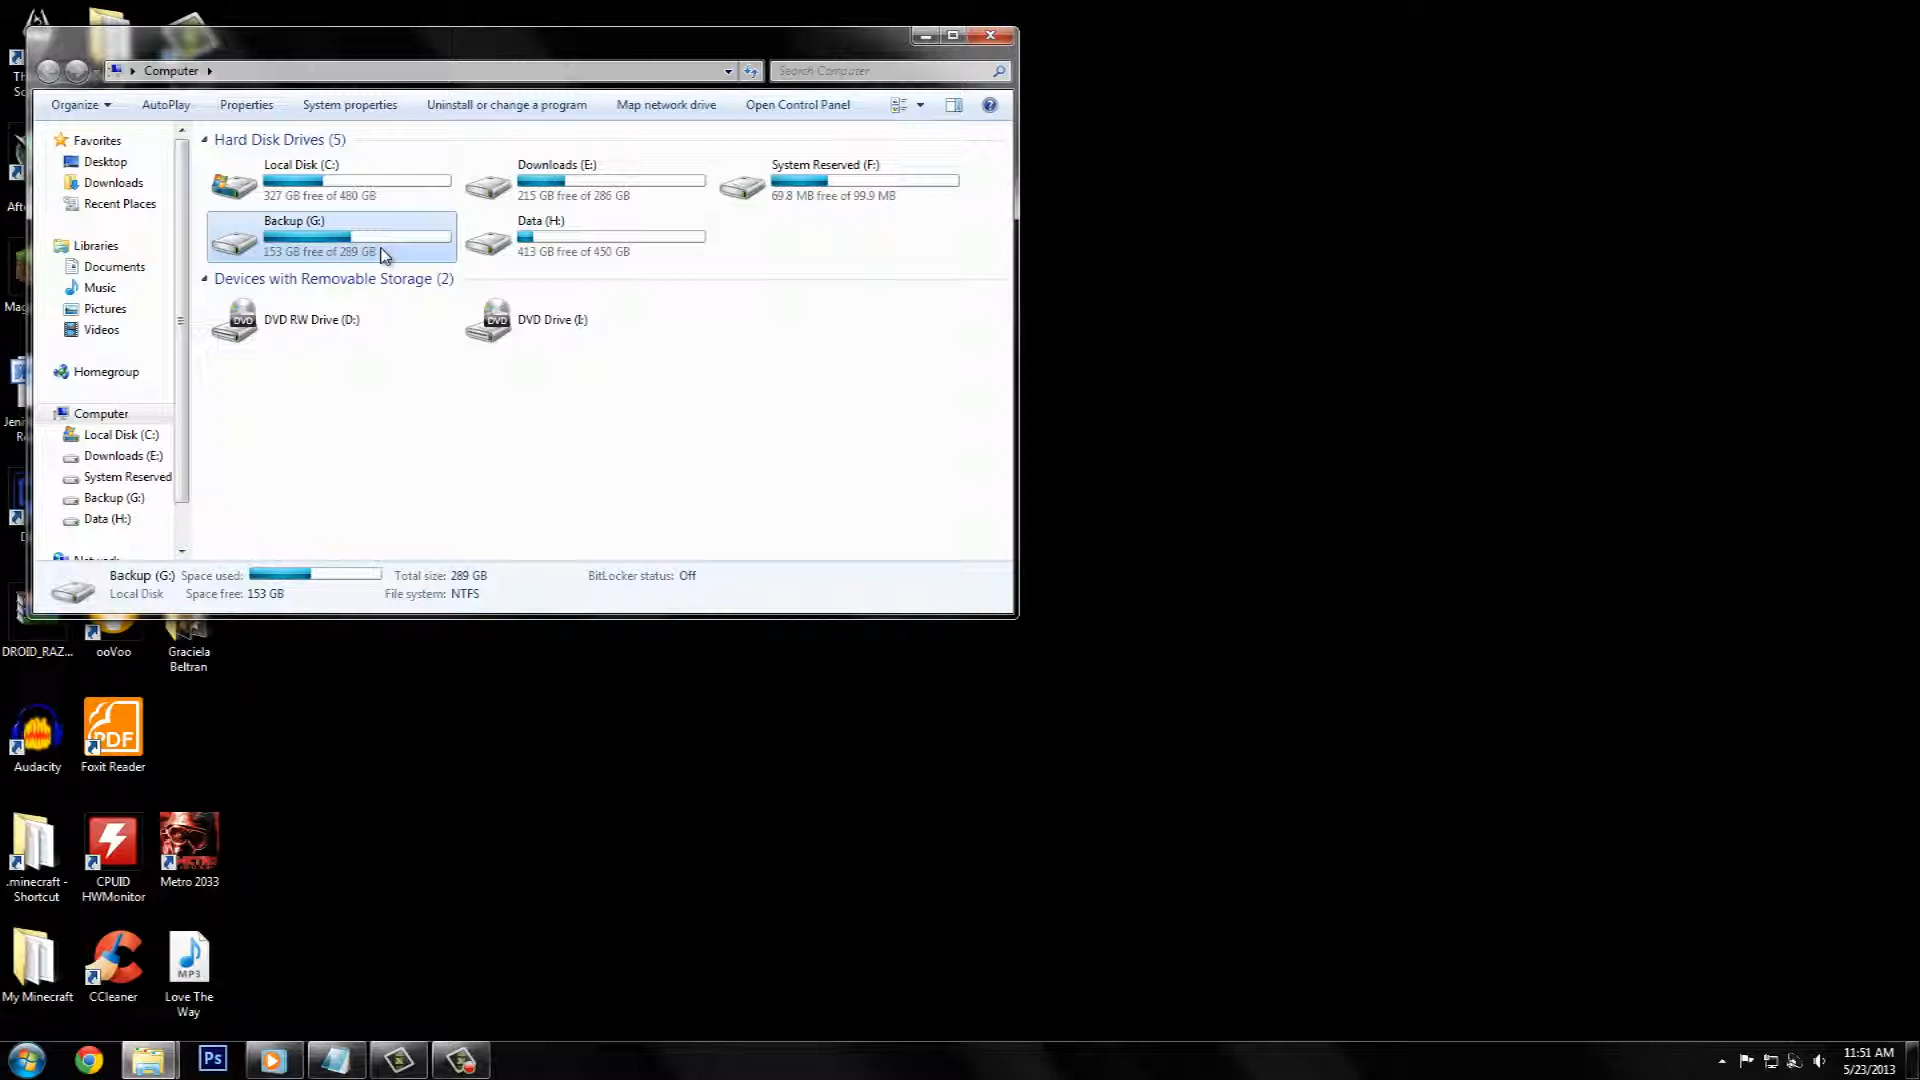 Computer
Search Computer
Organize AutoPlay Properties System properties Uninstall or change a program Map network drive Open Control Panel
Favorites
Desktop
Downloads
Recent Places
Libraries
Documents
Music
Pictures
Videos
Homegroup
Computer
Local Disk (C:)
Downloads (E:)
System Reserved
Backup (G:)
Data (H:)
Hard Disk Drives (5)
Local Disk (C:)
327 GB free of 480 GB
Downloads (E:)
215 GB free of 286 GB
System Reserved (F:)
69.8 MB free of 99.9 MB
Backup (G:)
153 GB free of 289 GB
Data (H:)
413 GB free of 450 GB
Devices with Removable Storage (2)
DVD RW Drive (D:)
DVD Drive (I:)
Backup (G:) Space used: Total size: 289 GB BitLocker status: Off
Local Disk Space free: 153 GB File system: NTFS
DROID_RAZ...
ooVoo
Graciela
Beltran
Audacity
PDF
Foxit Reader
.minecraft -
Shortcut
CPUID
HWMonitor
Metro 2033
My Minecraft
CCleaner
MP3
Love The
Way
Ps
11:51 AM
5/23/2013